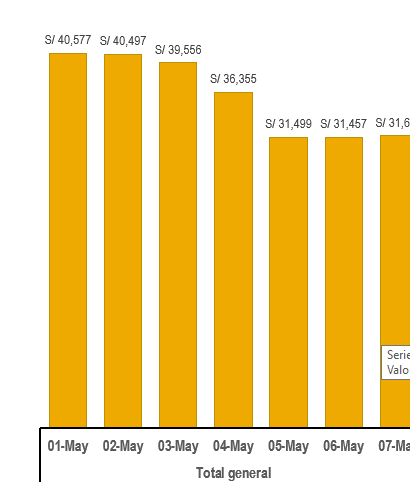 S/ 40,577 S/ 40,497 S/ 39,556 S/ 36,355 S/ 31,499 S/ 31,457
01-May 02-May 03-May 04-May 05-May 06-May
Total general